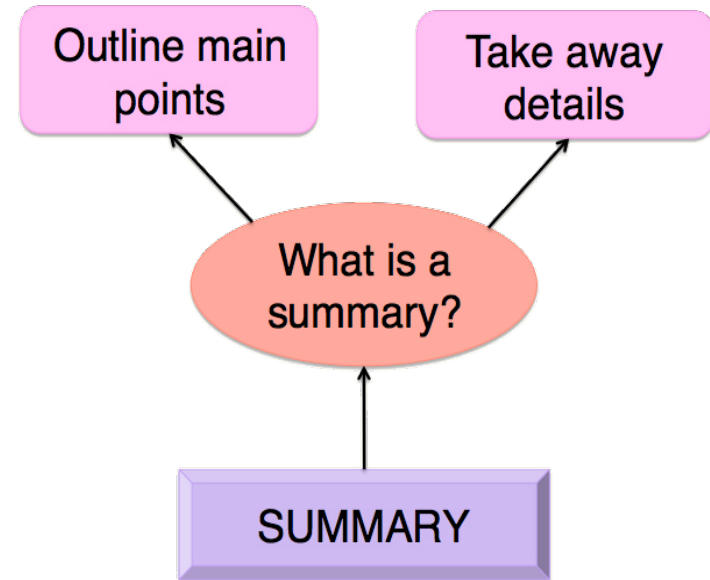 Outline main
points
Take away
details
What is a
summary?
SUMMARY